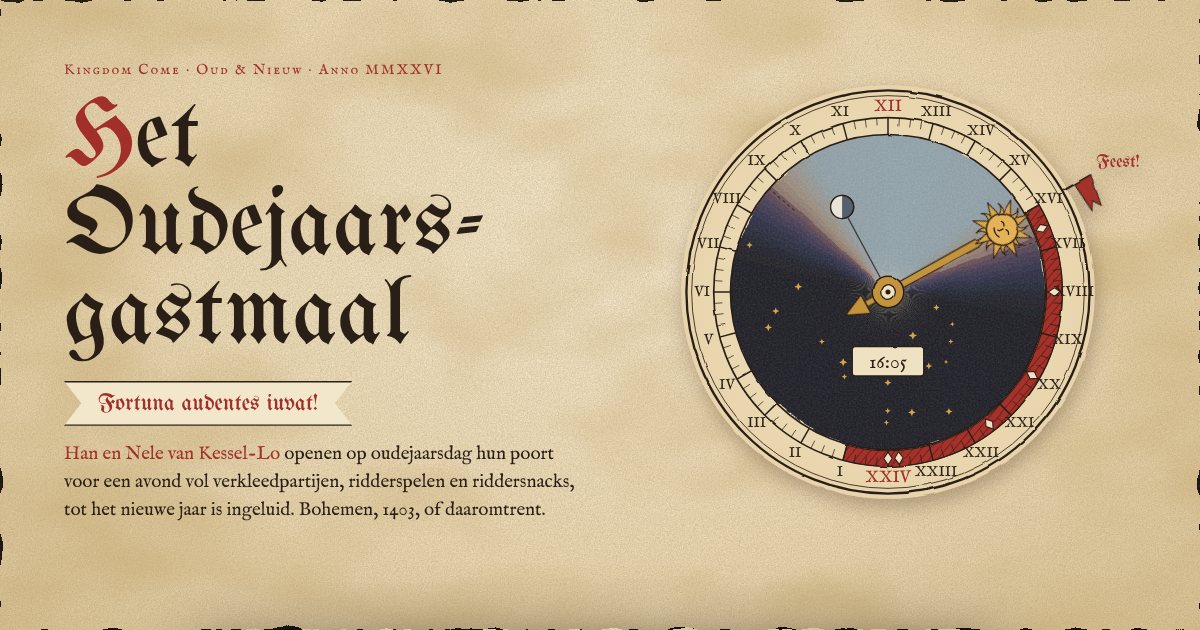 Kingdom Come · Oud & Nieuw · Anno MMXXVI
Het
Oudejaars=
gastmaal
Fortuna audentes iuvat!
Han en Nele van Kessel-Lo openen op oudejaarsdag hun poort
voor een avond vol verkleedpartijen, ridderspelen en riddersnacks,
tot het nieuwe jaar is ingeluid. Bohemen, 1403, of daaromtrent.
XII
XIII
XIV
XV
XVI
Feest!
XVII
XVIII
XIX
XX
XXI
XXII
XXIII
XXIV
I
II
III
IV
V
VI
VII
VIII
IX
X
XI
16:05